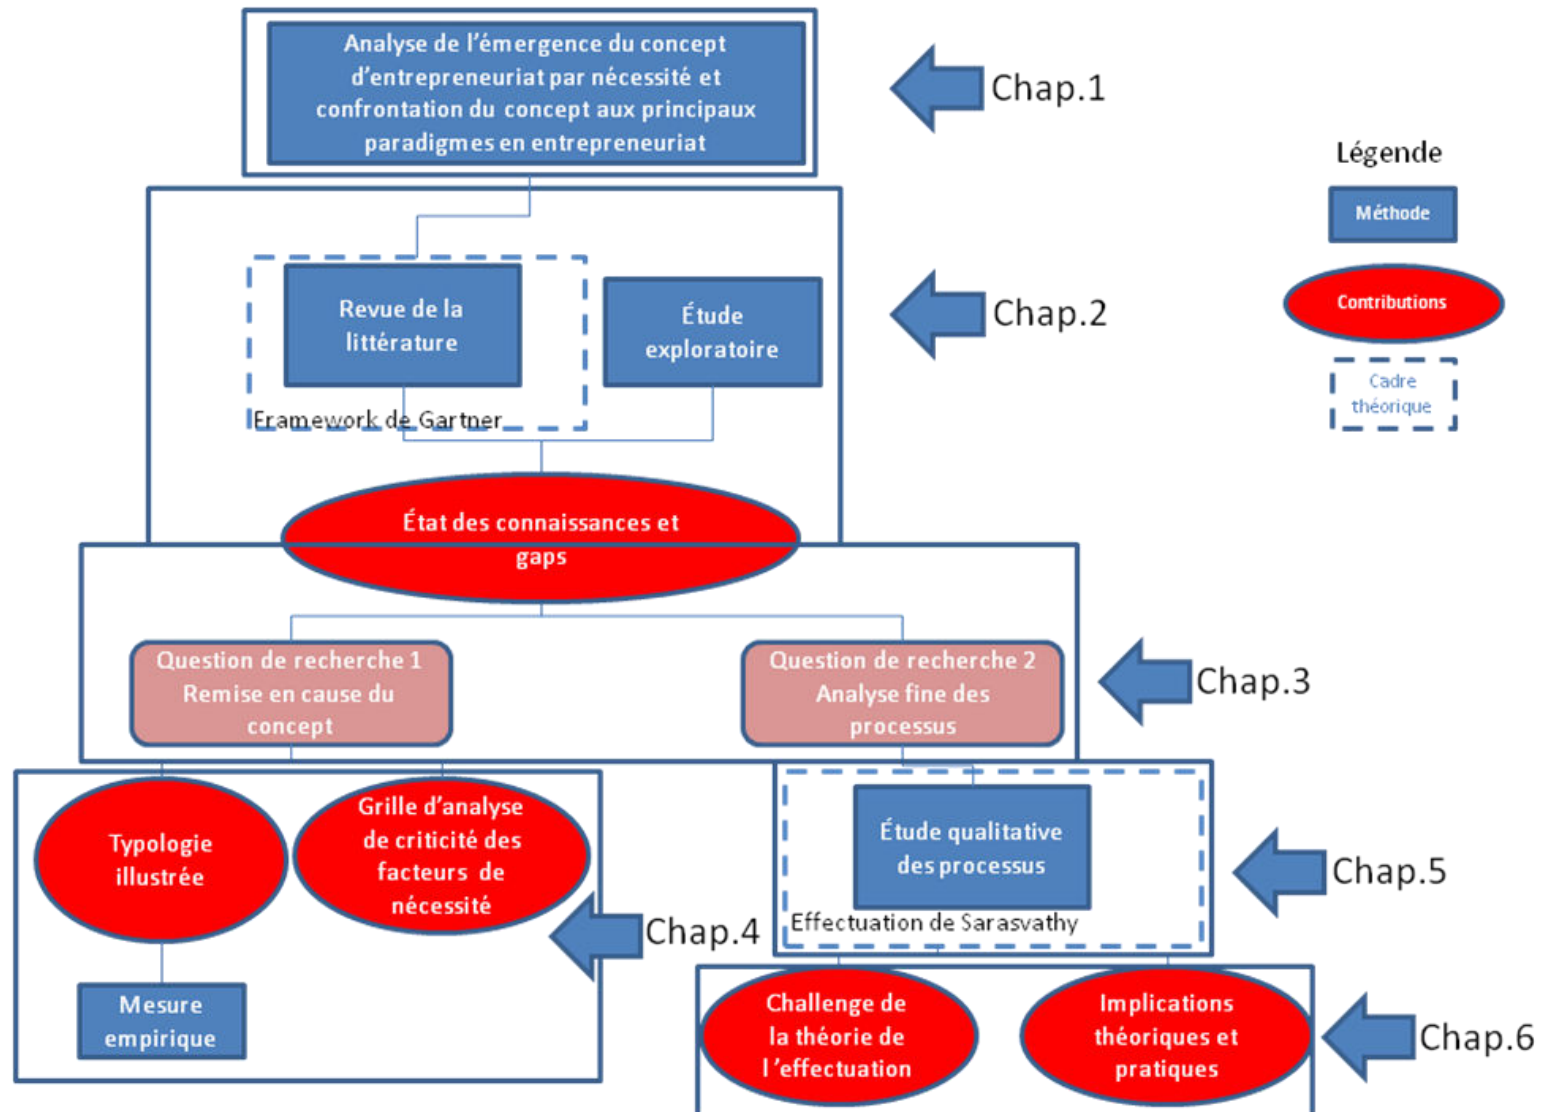 Analyse de l'émergence du concept
d'entrepreneuriat par nécessité et
confrontation du concept aux principaux
paradigmes en entrepreneuriat
Chap.1
Légende
Méthode
Contributions
Cadre
théorique
Revue de la
littérature
Étude
exploratoire
Chap.2
Framework de Gartner
État des connaissances et
gaps
Question de recherche 1
Remise en cause du
concept
Question de recherche 2
Analyse fine des
processus
Chap.3
Typologie
illustrée
Grille d'analyse
de criticité des
facteurs de
nécessité
Chap.4
Mesure
empirique
Étude qualitative
des processus
Effectuation de Sarasvathy
Chap.5
Challenge de
la théorie de
l 'effectuation
Implications
théoriques et
pratiques
Chap.6